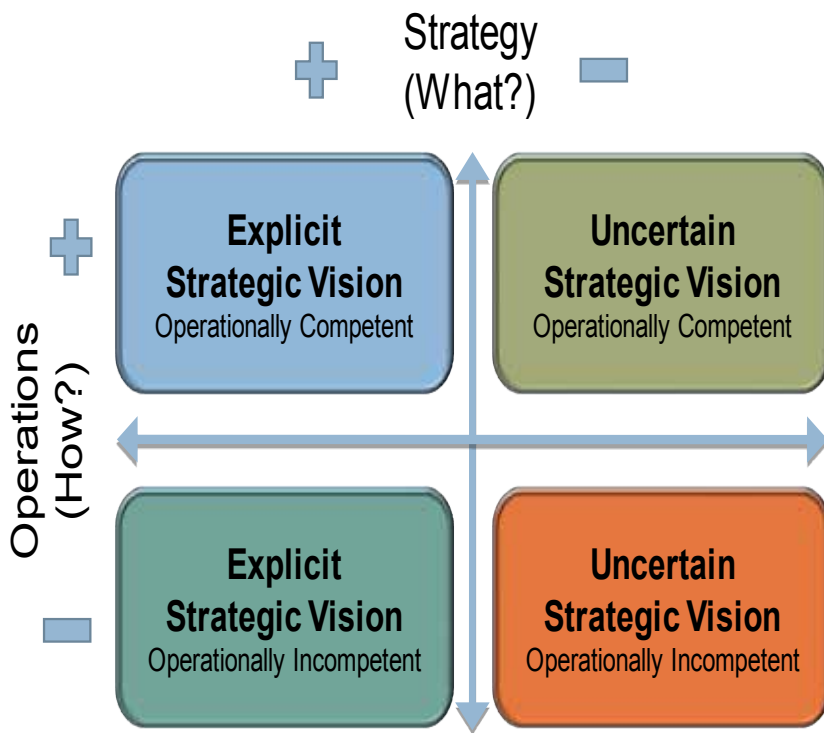 Strategy
(What?)
Operations
(How?)
Explicit
Strategic Vision
Operationally Competent
Uncertain
Strategic Vision
Operationally Competent
Explicit
Strategic Vision
Operationally Incompetent
Uncertain
Strategic Vision
Operationally Incompetent